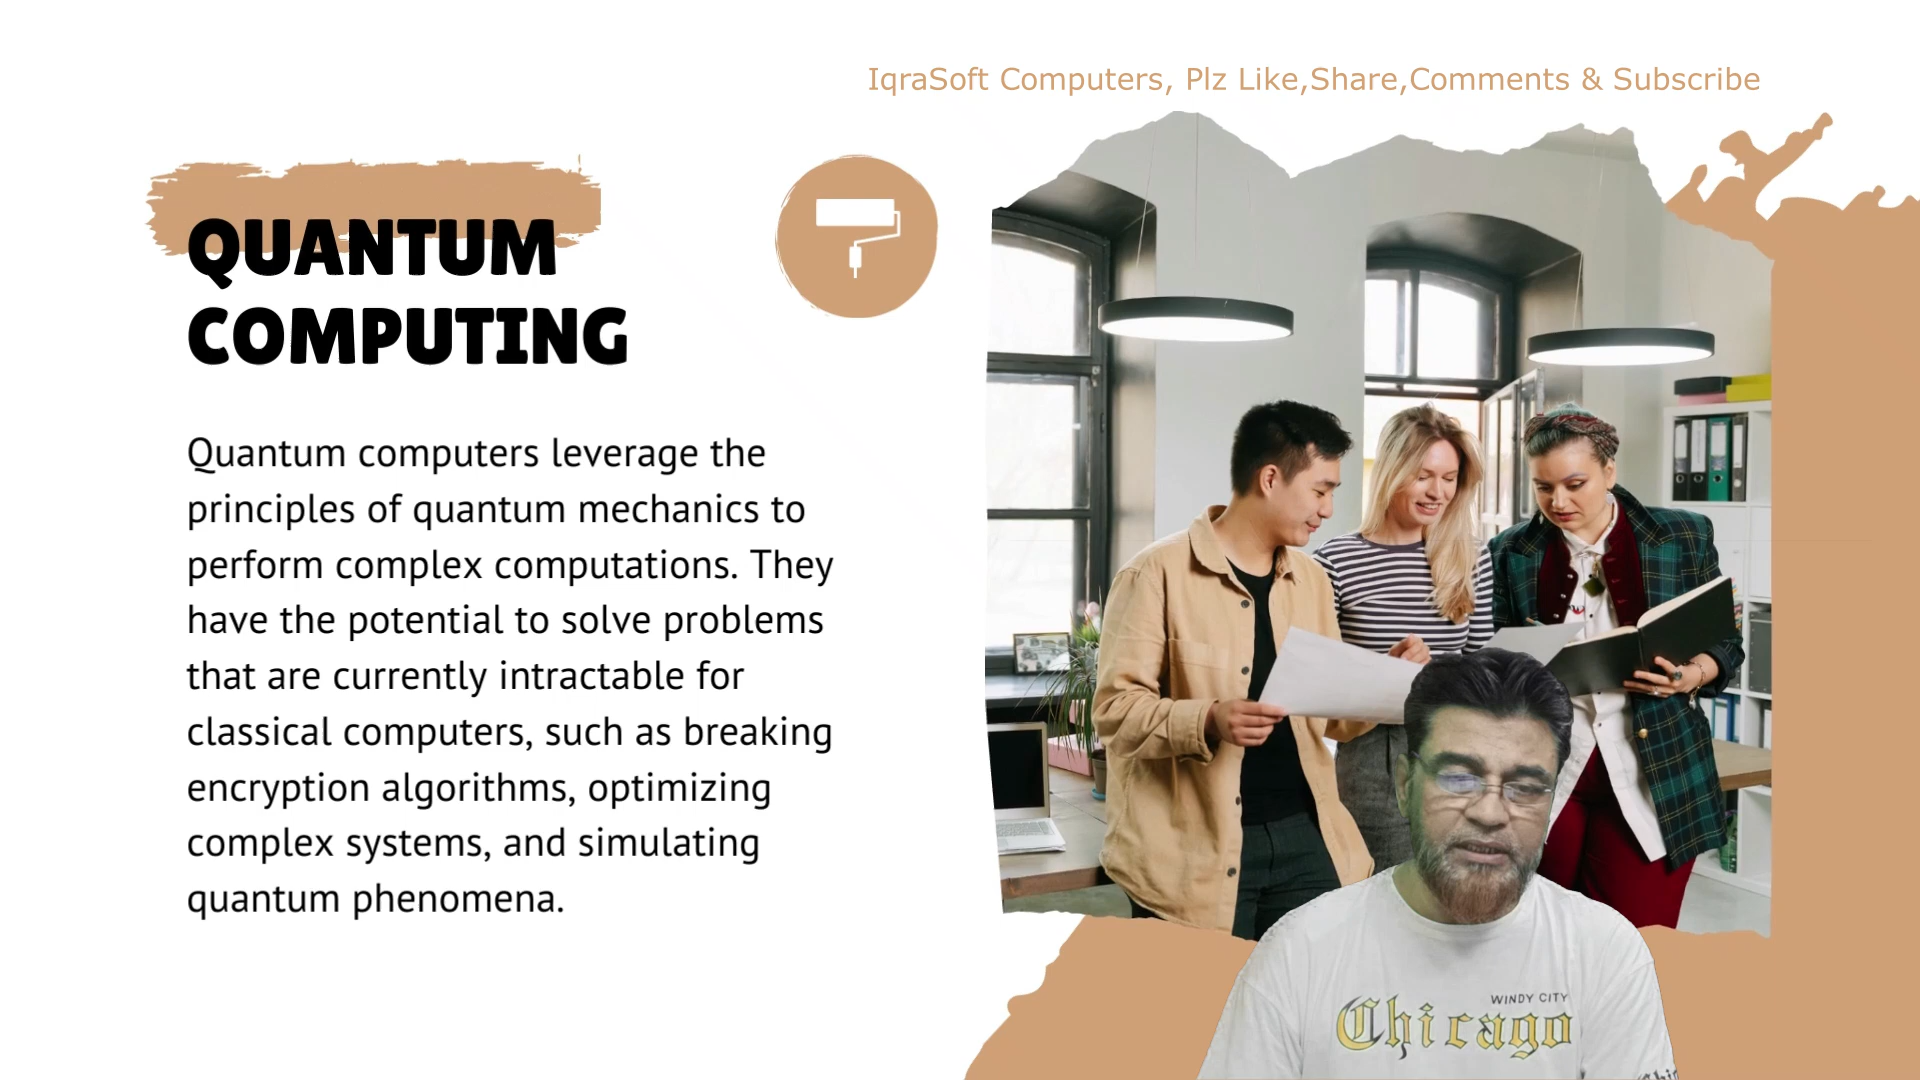 IqraSoft Computers, Plz Like,Share,Comments & Subscribe
QUANTUM
COMPUTING
Quantum computers leverage the
principles of quantum mechanics to
perform complex computations. They
have the potential to solve problems
that are currently intractable for
classical computers, such as breaking
encryption algorithms, optimizing
complex systems, and simulating
quantum phenomena.
WINDY CITY
Chicago